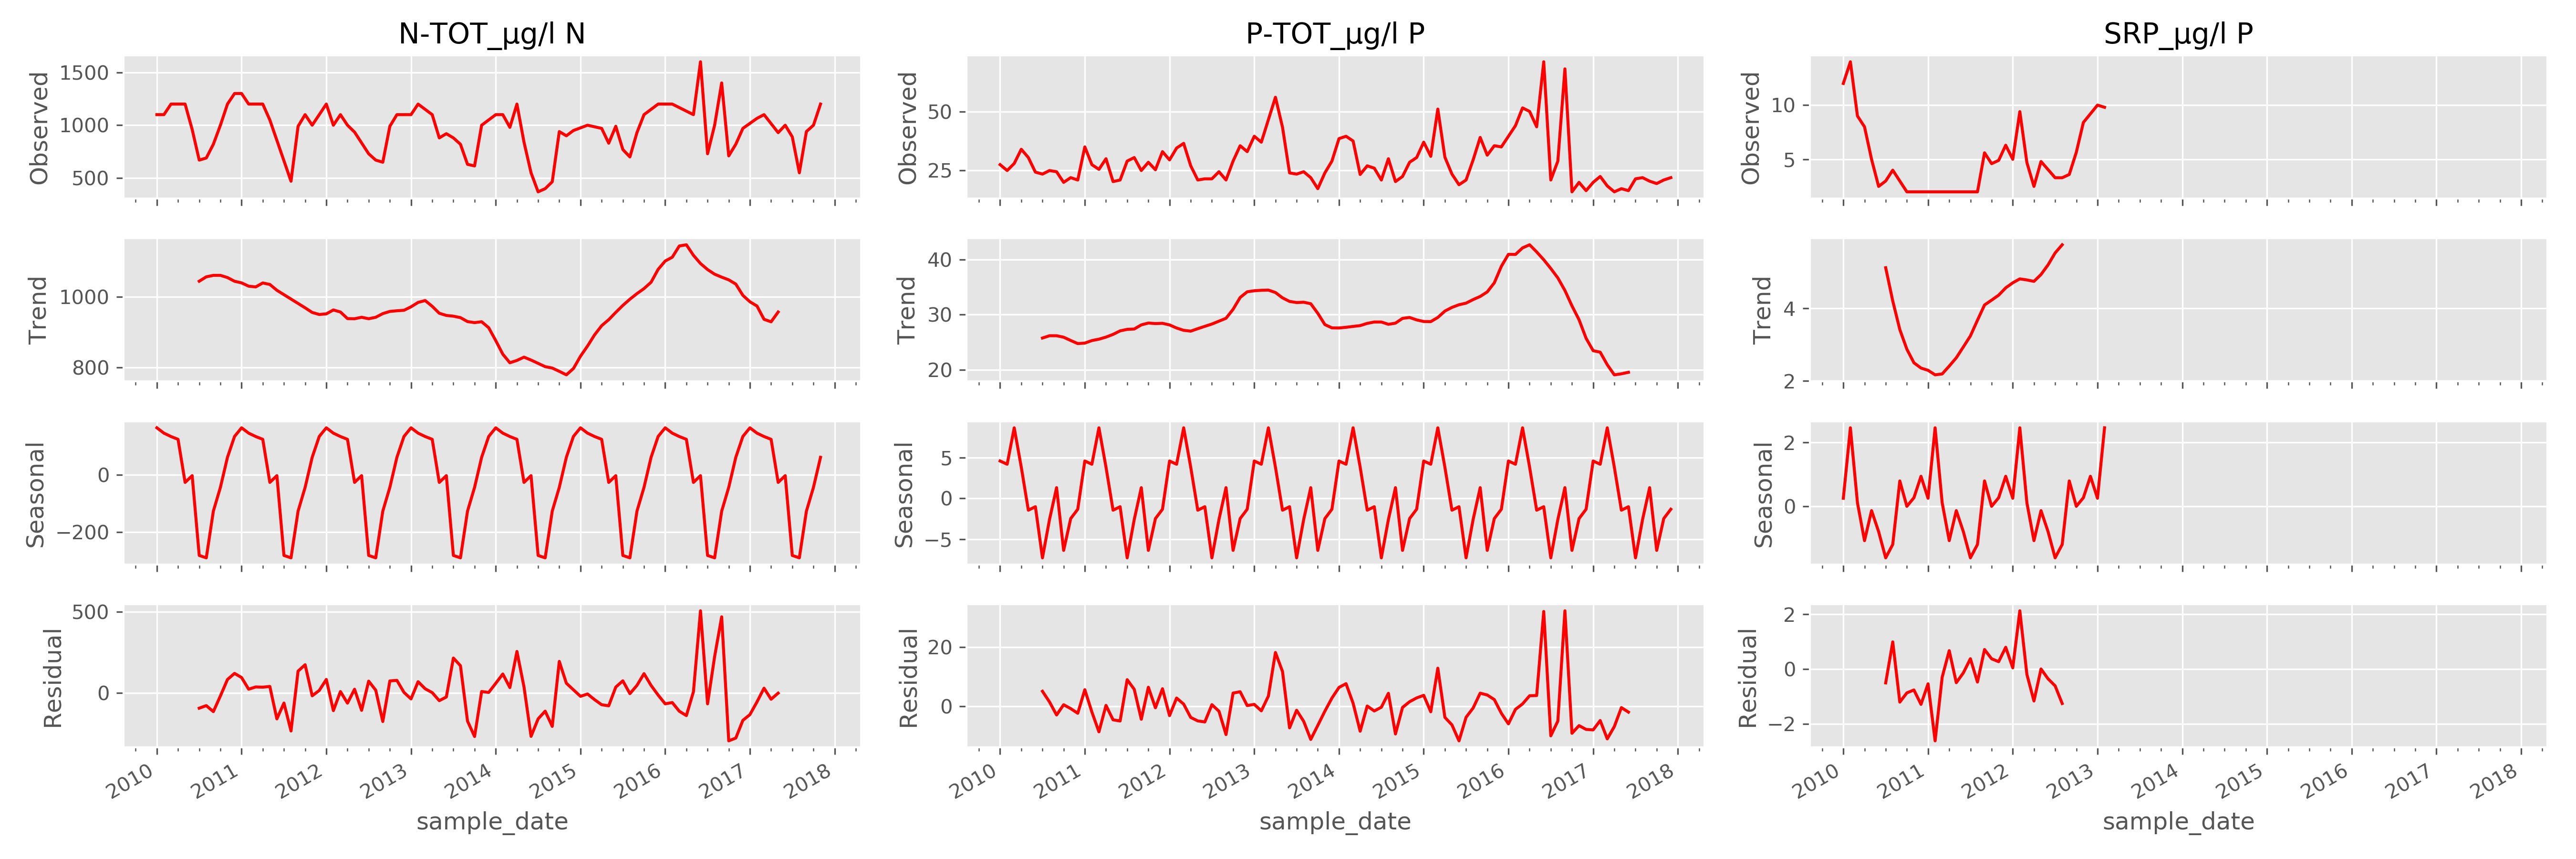 N-TOT_µg/l N
P-TOT_µg/l P
SRP_µg/l P
Observed
1500
1000
500
Observed
50
25
Observed
10
5
Trend
1000
800
Trend
40
30
20
Trend
4
2
Seasonal
0
−200
Seasonal
5
0
−5
Seasonal
2
0
Residual
500
0
Residual
20
0
Residual
2
0
−2
2010 2011 2012 2013 2014 2015 2016 2017 2018
2010 2011 2012 2013 2014 2015 2016 2017 2018
2010 2011 2012 2013 2014 2015 2016 2017 2018
sample_date
sample_date
sample_date